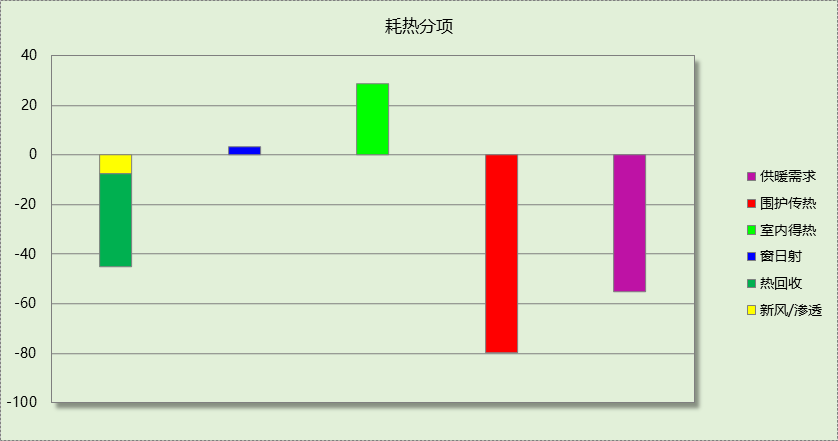 耗热分项
40
20
0
-20
-40
-60
-80
-100
供暖需求
围护传热
室内得热
窗日射
热回收
新风/渗透